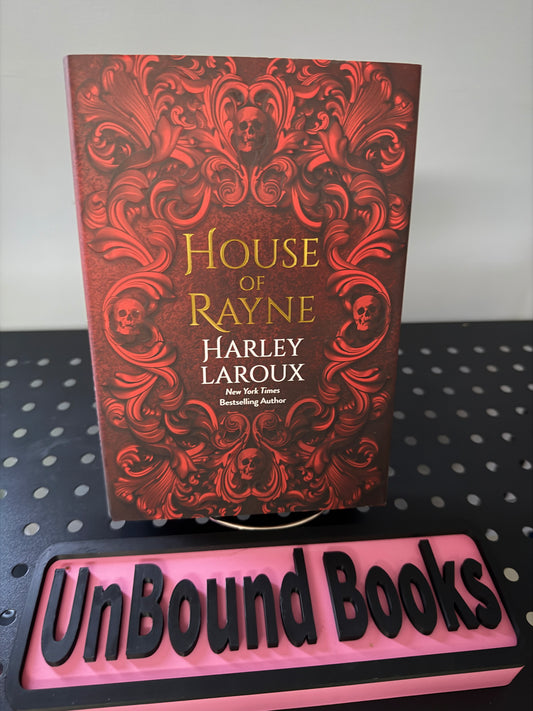 HOUSE
OF
RAYNE
HARLEY
LAROUX
New York Times
Bestselling Author
UnBound Books